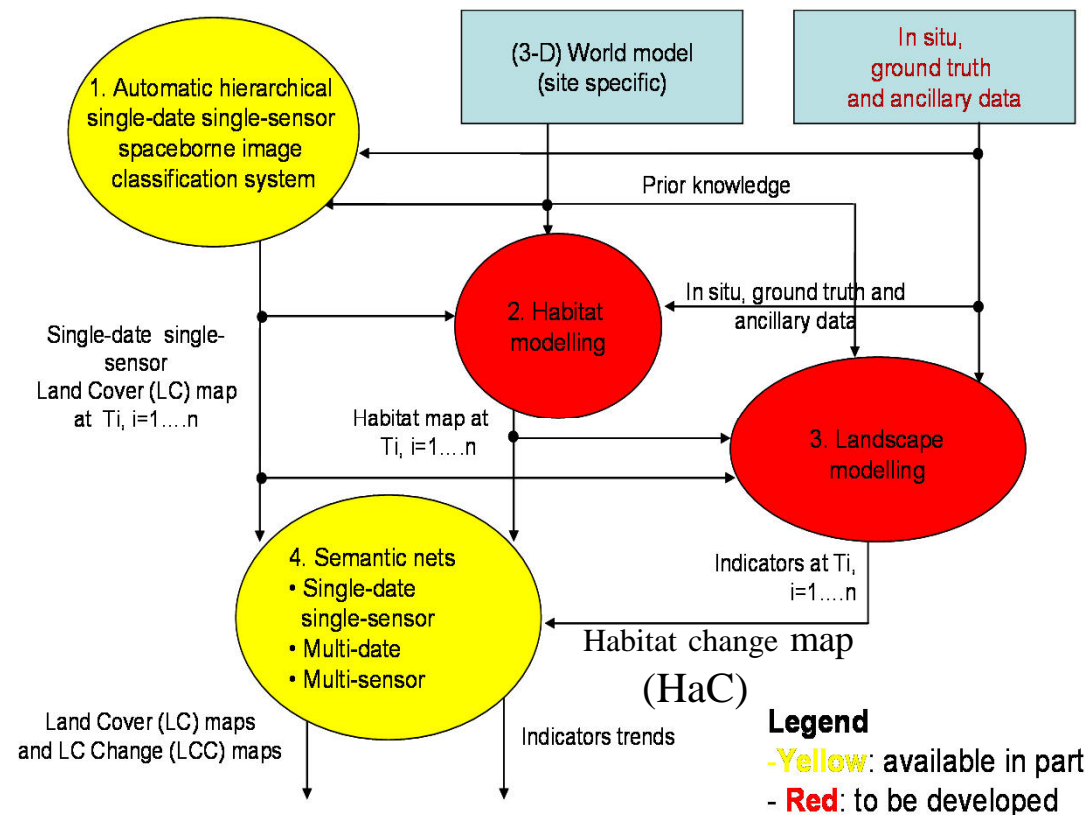 1. Automatic hierarchical
single-date single-sensor
spaceborne image
classification system
(3-D) World model
(site specific)
In situ,
ground truth
and ancillary data
Prior knowledge
2. Habitat
modelling
In situ, ground truth and
ancillary data
Single-date single-
sensor
Land Cover (LC) map
at Ti, i=1....n
Habitat map at
Ti, i=1....n
3. Landscape
modelling
4. Semantic nets
• Single-date
single-sensor
• Multi-date
• Multi-sensor
Indicators at Ti,
i=1....n
Habitat change map
(HaC)
Land Cover (LC) maps
and LC Change (LCC) maps
Indicators trends
Legend
-Yellow: available in part
- Red: to be developed